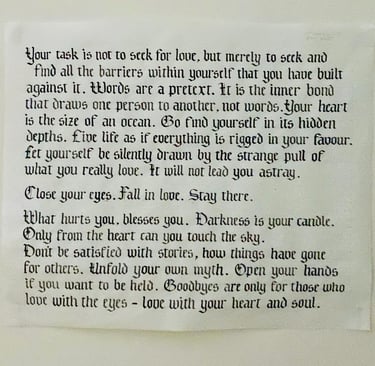 Your task is not to seek for love, but merely to seek and
find all the barriers within yourself that you have built
against it. Words are a pretext. It is the inner bond
that draws one person to another, not words. Your heart
is the size of an ocean. Go find yourself in its hidden
depths. Live life as if everything is rigged in your favour.
Let yourself be silently drawn by the strange pull of
what you really love. It will not lead you astray.
Close your eyes. Fall in love. Stay there.
What hurts you, blesses you. Darkness is your candle.
Only from the heart can you touch the sky.
Don't be satisfied with stories, how things have gone
for others. Unfold your own myth. Open your hands
if you want to be held. Goodbyes are only for those who
love with the eyes - love with your heart and soul.